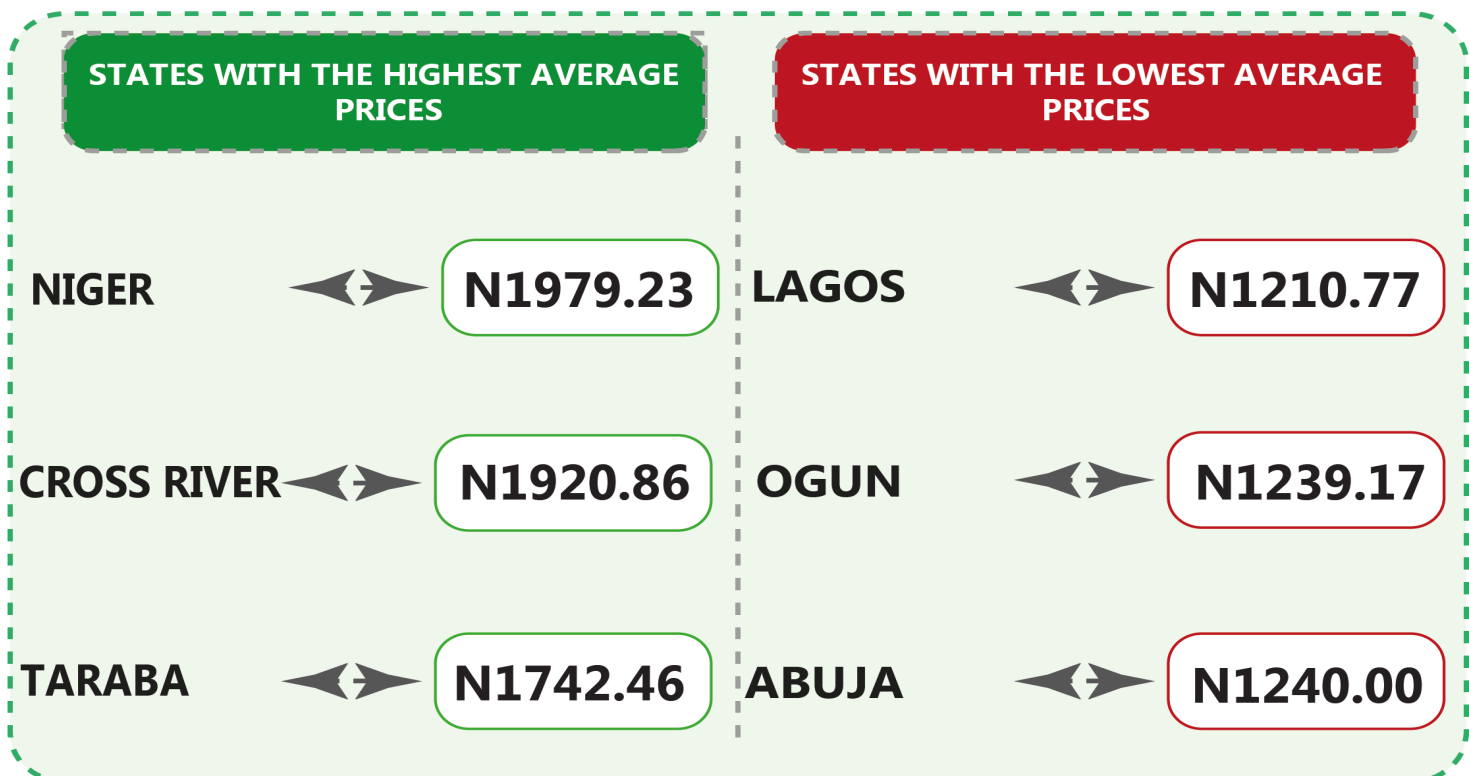 STATES WITH THE HIGHEST AVERAGE
PRICES
NIGER N1979.23
CROSS RIVER N1920.86
TARABA N1742.46
STATES WITH THE LOWEST AVERAGE
PRICES
LAGOS N1210.77
OGUN N1239.17
ABUJA N1240.00